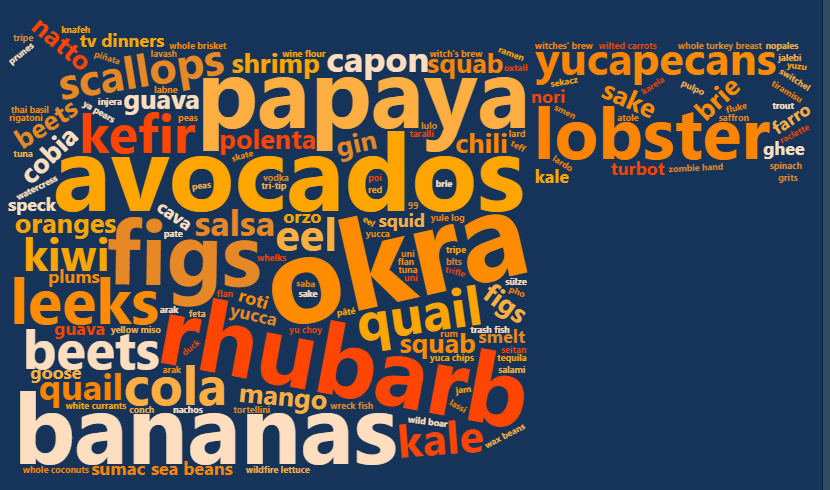 knafeh
natto
tripe
prunes
tv dinners
whole brisket
lavash
piñata
scallops
labne
wine flour
shrimp
capon
witch's brew
ramen
squab
oxtail
witches' brew
wilted carrots
whole turkey breast
nopales
jalebi
yuzu
switchel
tiramisu
yucapecans
thai basil
rigatoni
beets
ya pears
injera
guava
peas
papaya
sekacz
nori
smen
sake
atole
karela
pulpo
brie
fluke
saffron
trout
farro
raclette
tuna
cobia
watercress
kefir
polenta
skate
gin
lulo
taralli
chili
lard
teff
lobster
ghee
lardo
kale
turbot
zombie hand
spinach
grits
avocados
peas
vodka
tri-tip
poi
red
brie
99
speck
oranges
cava
pate
salsa
orzo
eel
eel
squid
yule log
yucca
kiwi
figs
whelks
okra
uni
flan
tuna
uni
tripe
blts
trifle
plums
saba
sake
sülze
pho
figs
leeks
arak
flan
roti
feta
yucca
pâté
quail
guava
yellow miso
yu choy
rum
trash fish
smelt
squab
seitan
tequila
yuca chips
salami
beets
duck
rhubarb
goose
arak
quail
cola
mango
jam
lassi
white currants
conch
nachos
tortellini
wreck fish
wild boar
bananas
kale
wax beans
whole coconuts
sumac
sea beans
wildfire lettuce